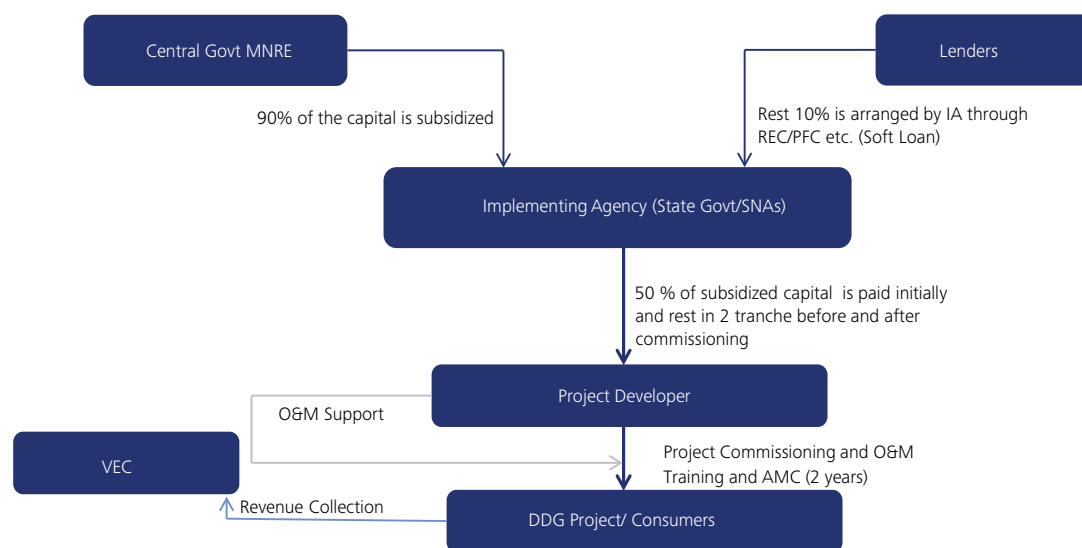 Central Govt MNRE
Lenders
90% of the capital is subsidized
Rest 10% is arranged by IA through
REC/PFC etc. (Soft Loan)
Implementing Agency (State Govt/SNAs)
50 % of subsidized capital is paid initially
and rest in 2 tranche before and after
commissioning
Project Developer
O&M Support
Project Commissioning and O&M
Training and AMC (2 years)
VEC
Revenue Collection
DDG Project/ Consumers